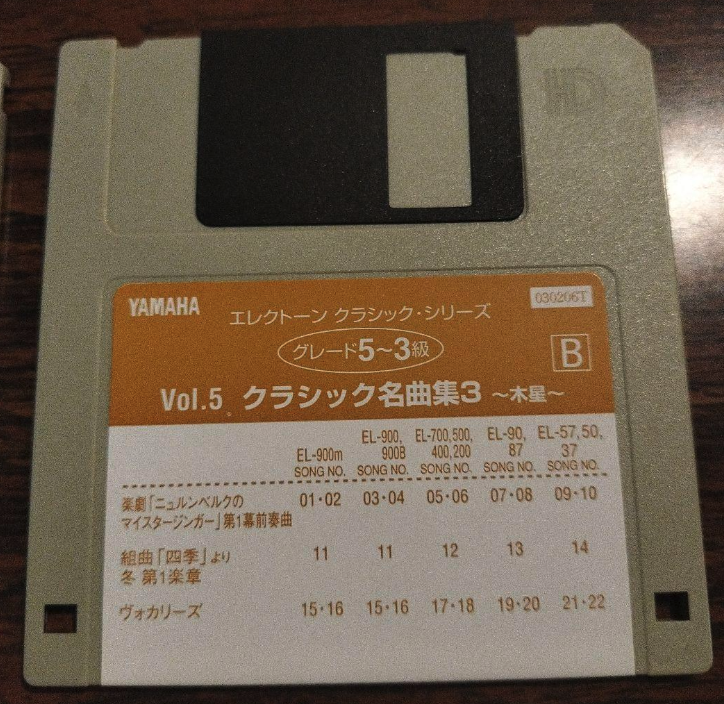 HD
YAMAHA
エレクトーン クラシック・シリーズ
030206T
グレード5~3級
B
Vol.5 クラシック名曲集3 ~木星~
EL-900m SONG NO.
EL-900, 900B SONG NO.
EL-700,500, 400,200 SONG NO.
EL-90, 87 SONG NO.
EL-57,50, 37 SONG NO.
楽劇「ニュルンベルクの
マイスタージンガー」第1幕前奏曲
01・02 03・04 05・06 07・08 09・10
組曲「四季」より
冬 第1楽章
11 11 12 13 14
ヴォカリーズ 15・16 15・16 17・18 19・20 21・22